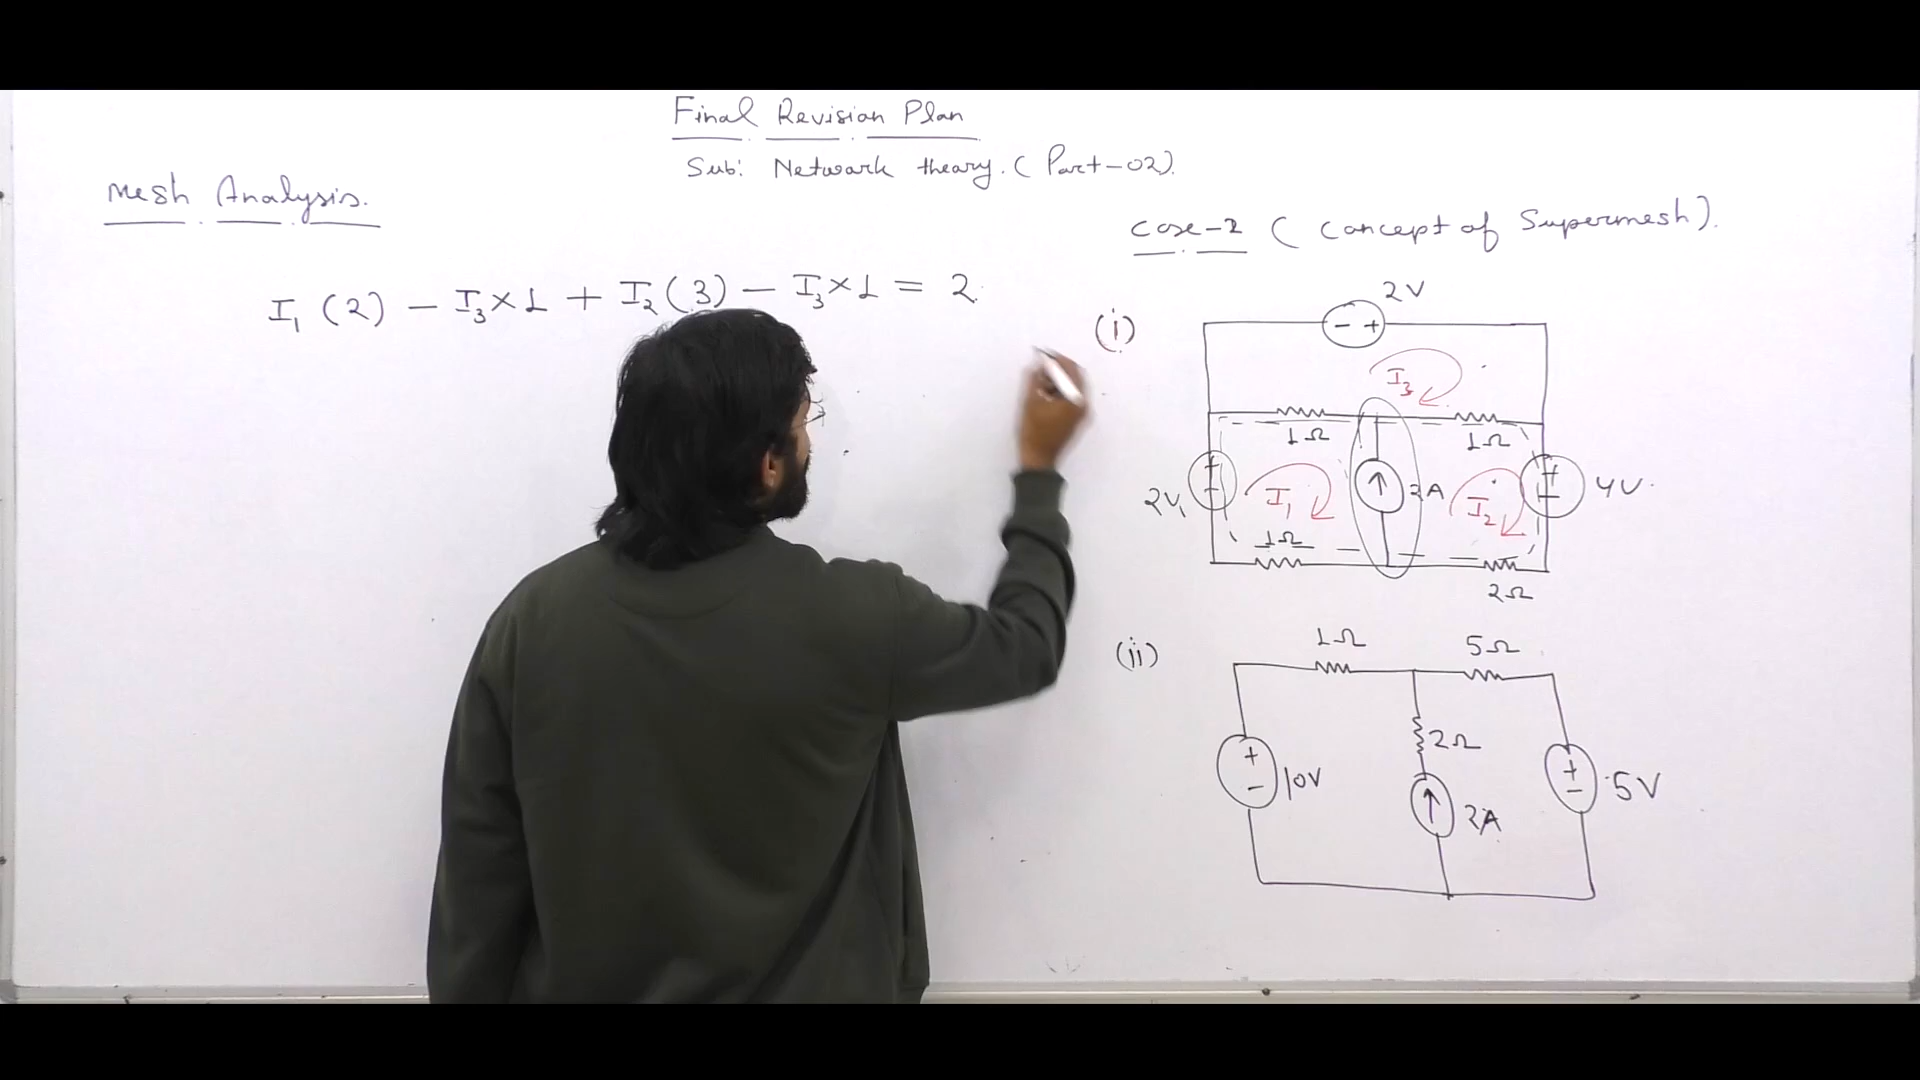 Final Revision Plan
Sub: Network theory. (Part-02).
Mesh Analysis.
Case-2 (Concept of Supermesh).
I₁ (2) - I₃×1 + I₂(3) - I₃×1 = 2.
(i)
2V
I₃
1Ω
1Ω
2V,
I₁
2A
I₂
4V.
1Ω
2Ω
(ii)
1Ω
5Ω
2Ω
10V
2A
5V